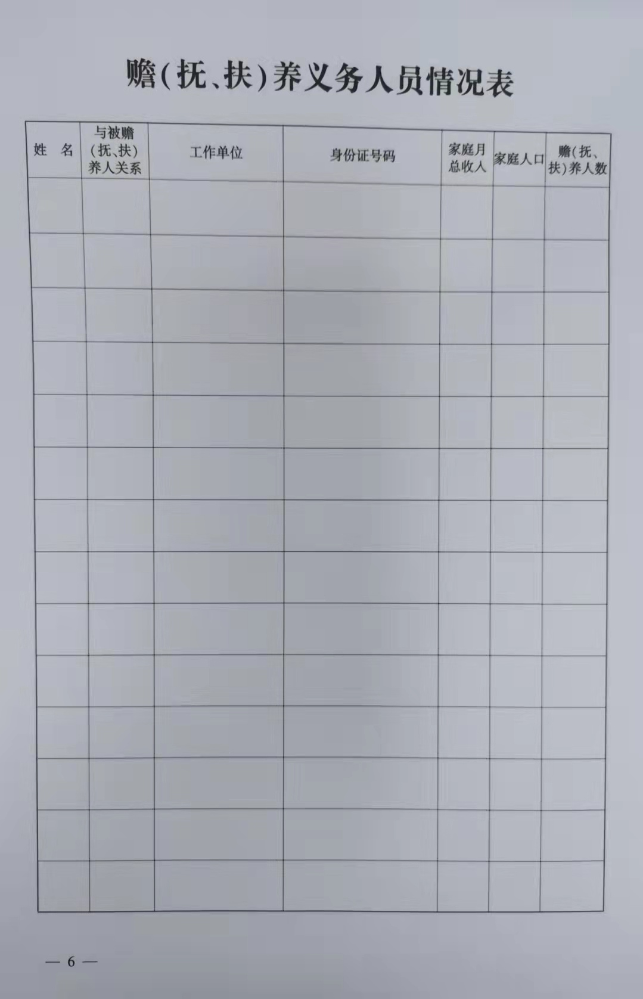 赡(抚、扶)养义务人员情况表
姓 名
与被赡
(抚、扶)
养人关系
工作单位
身份证号码
家庭月
总收入
家庭人口
赡(抚、
扶)养人数
— 6 —